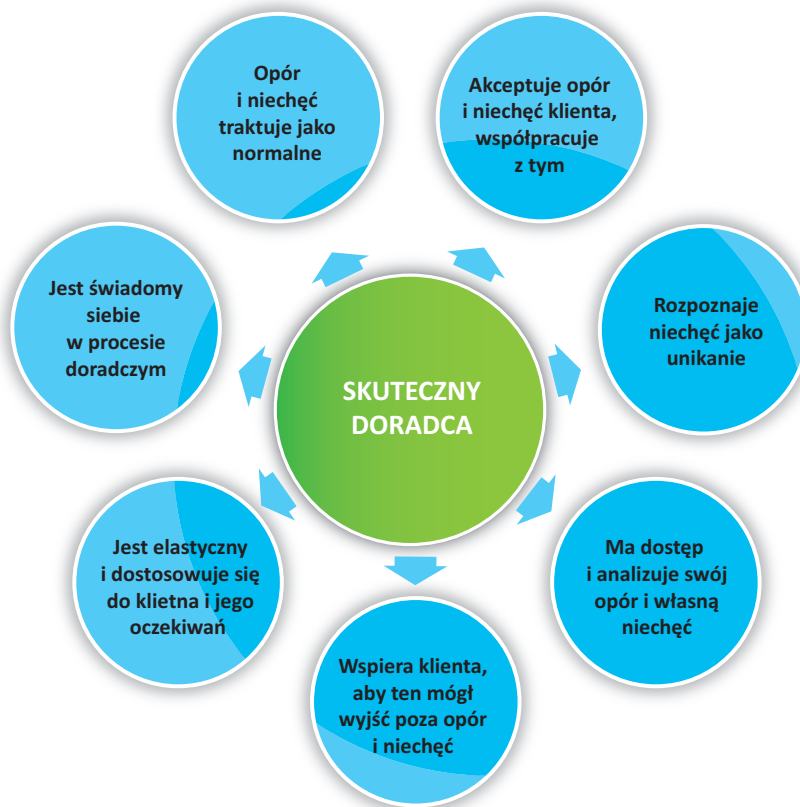 Opór
i niechęć
traktuje jako
normalne
Akceptuje opór
i niechęć klienta,
współpracuje
z tym
Jest świadomy
siebie
w procesie
doradczym
Rozpoznaje
niechęć jako
unikanie
SKUTECZNY
DORADCA
Jest elastyczny
i dostosowuje się
do klietna i jego
oczekiwań
Ma dostęp
i analizuje swój
opór i własną
niechęć
Wspiera klienta,
aby ten mógł
wyjść poza opór
i niechęć